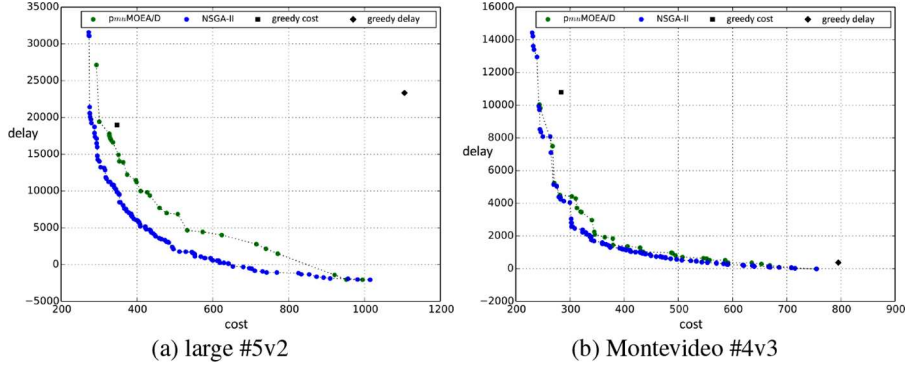 pmuMOEA/D NSGA-II greedy cost greedy delay
35000
30000
25000
20000
15000
10000
5000
0
−5000
delay
200 400 600 800 1000 1200
cost
(a) large #5v2
pmuMOEA/D NSGA-II greedy cost greedy delay
16000
14000
12000
10000
8000
6000
4000
2000
0
−2000
delay
200 300 400 500 600 700 800 900
cost
(b) Montevideo #4v3